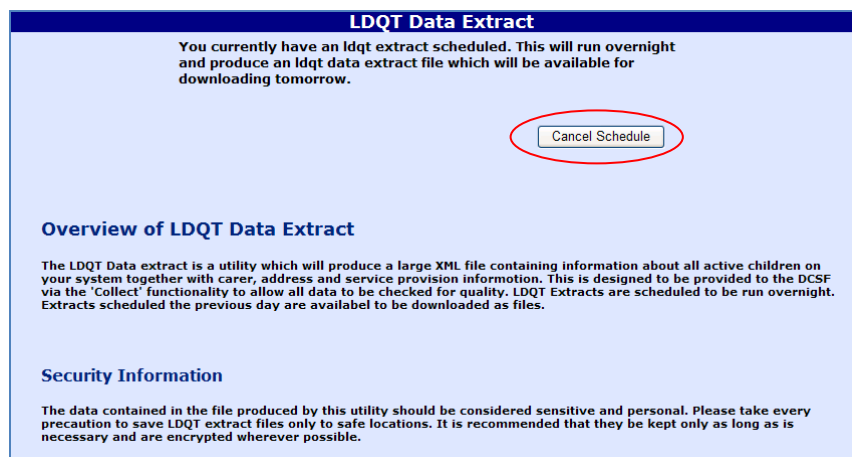 LDQT Data Extract
You currently have an ldqt extract scheduled. This will run overnight
and produce an ldqt data extract file which will be available for
downloading tomorrow.
Cancel Schedule
Overview of LDQT Data Extract
The LDQT Data extract is a utility which will produce a large XML file containing information about all active children on
your system together with carer, address and service provision informotion. This is designed to be provided to the DCSF
via the 'Collect' functionality to allow all data to be checked for quality. LDQT Extracts are scheduled to be run overnight.
Extracts scheduled the previous day are availabel to be downloaded as files.
Security Information
The data contained in the file produced by this utility should be considered sensitive and personal. Please take every
precaution to save LDQT extract files only to safe locations. It is recommended that they be kept only as long as is
necessary and are encrypted wherever possible.